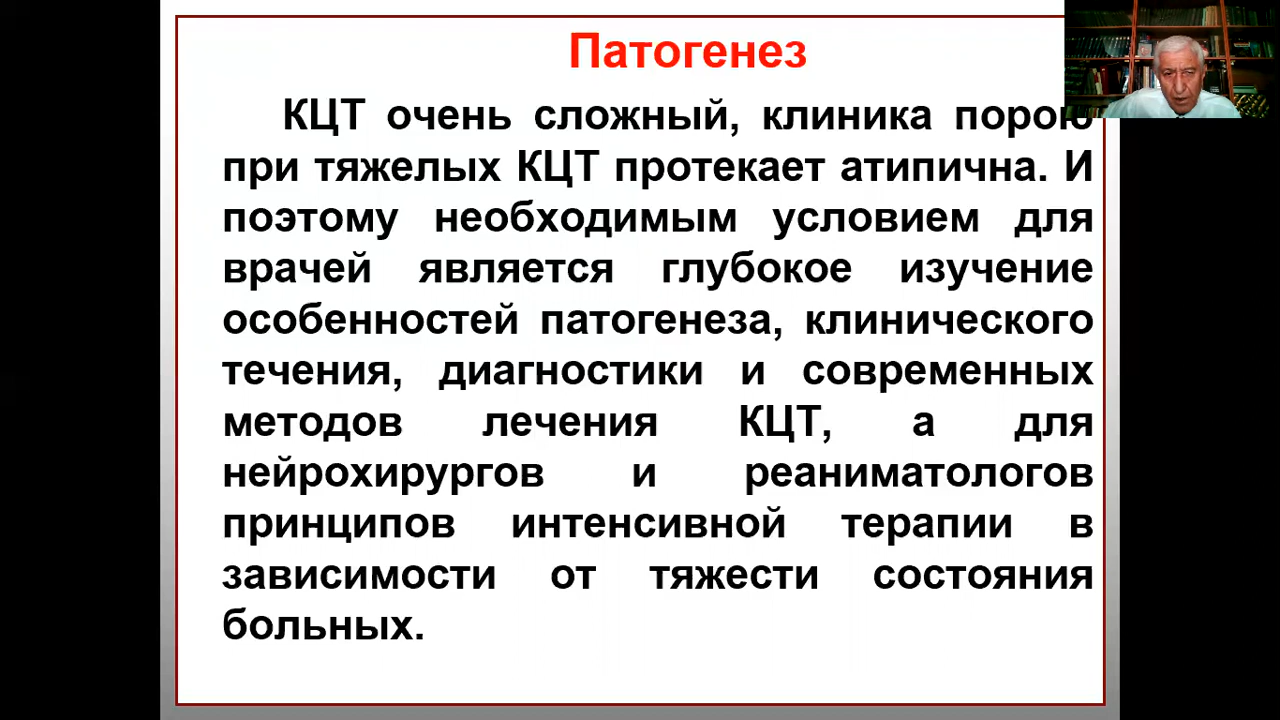 Патогенез
КЦТ очень сложный, клиника порою
при тяжелых КЦТ протекает атипична. И
поэтому необходимым условием для
врачей является глубокое изучение
особенностей патогенеза, клинического
течения, диагностики и современных
методов лечения КЦТ, а для
нейрохирургов и реаниматологов
принципов интенсивной терапии в
зависимости от тяжести состояния
больных.